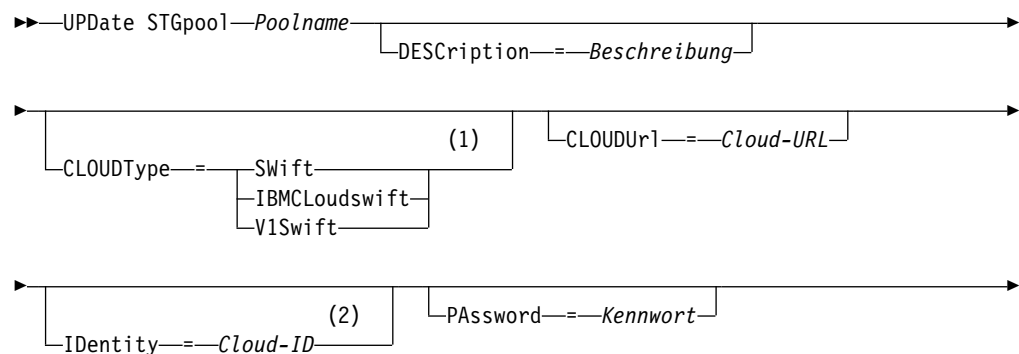 UPDate STGpool Poolname
DESCription = Beschreibung
(1)
CLOUDType = SWift
IBMCLoudswift
V1Swift
CLOUDUrl = Cloud-URL
(2)
IDentity = Cloud-ID
PAssword = Kennwort